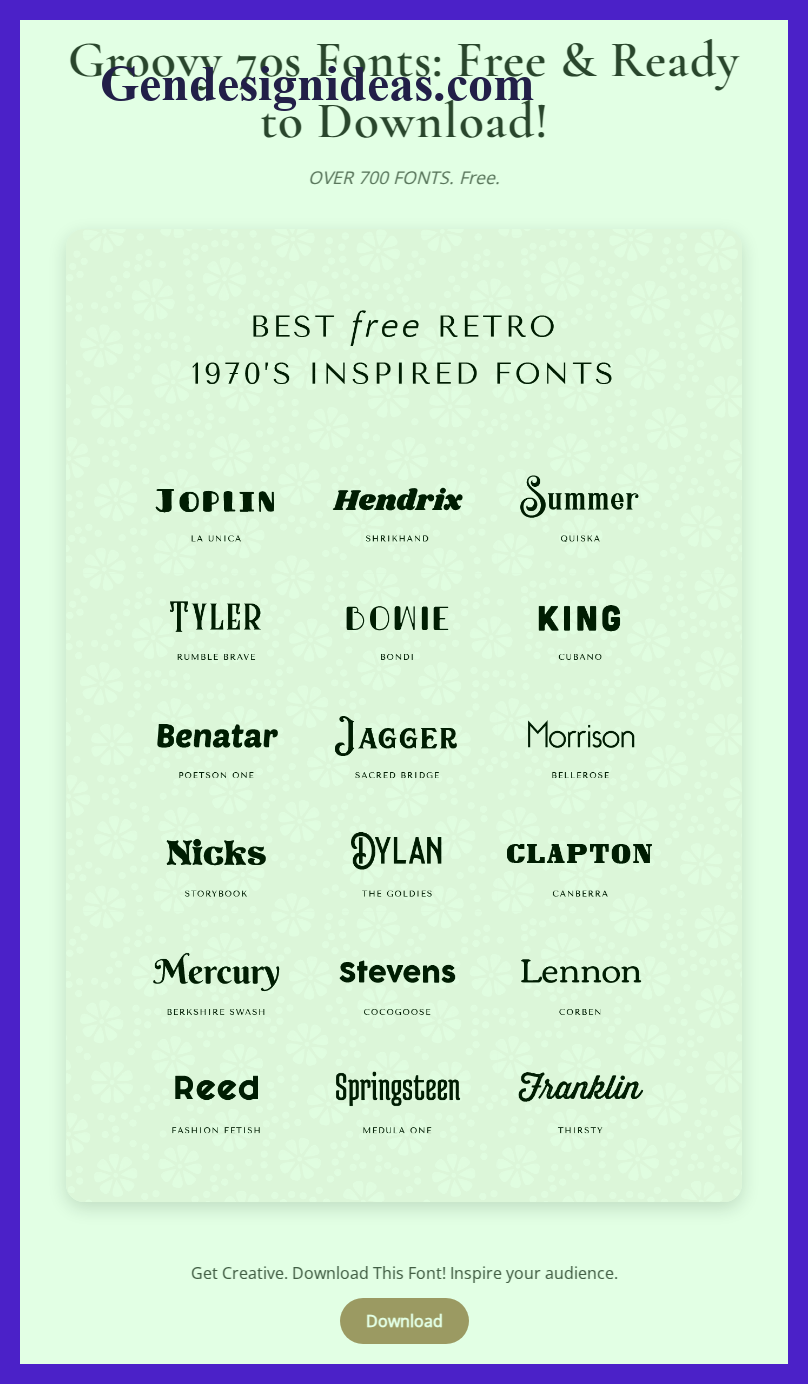 Groovy 70s Fonts: Free & Ready
Gendesignideas.com
to Download!
OVER 700 FONTS. Free.
BEST free RETRO
1970'S INSPIRED FONTS
JOPLIN Hendrix Summer
LA UNICA SHRIKHAND QUISKA
TYLER BOWIE KING
RUMBLE BRAVE BONDI CUBANO
Benatar JAGGER Morrison
POETSON ONE SACRED BRIDGE BELLEROSE
Nicks DYLAN CLAPTON
STORYBOOK THE GOLDIES CANBERRA
Mercury Stevens Lennon
BERKSHIRE SWASH COCOGOOSE CORBEN
Reed Springsteen Franklin
FASHION FETISH MEDULA ONE THIRSTY
Get Creative. Download This Font! Inspire your audience.
Download